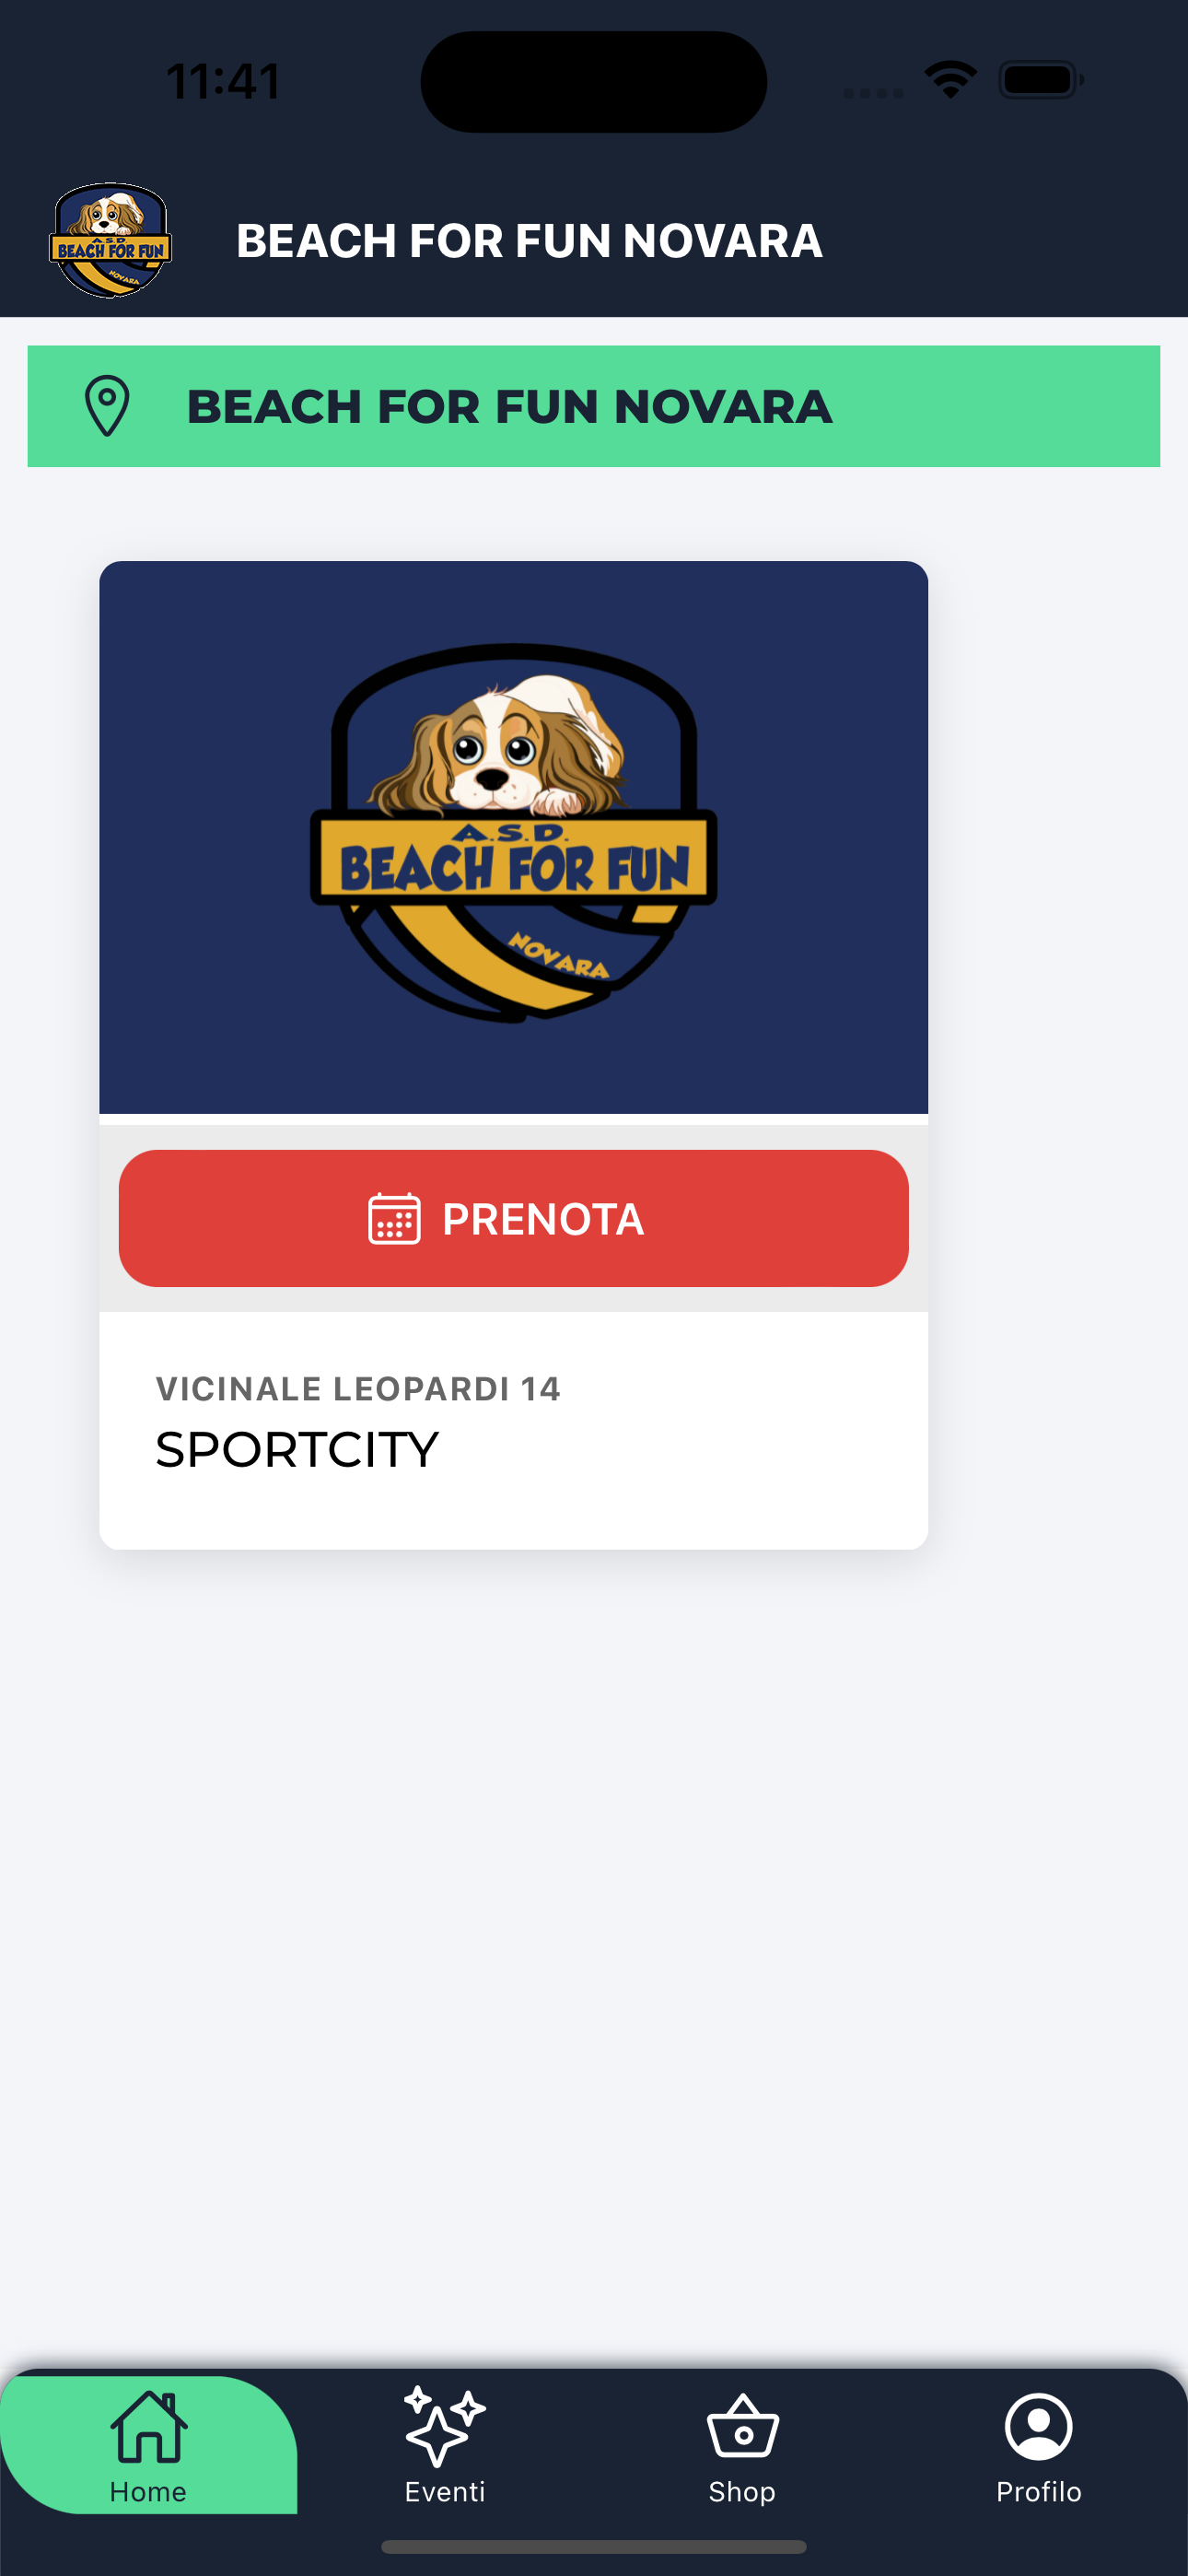 11:41
A.S.D.
BEACH FOR FUN
NOVARA
BEACH FOR FUN NOVARA
BEACH FOR FUN NOVARA
A.S.D.
BEACH FOR FUN
NOVARA
PRENOTA
VICINALE LEOPARDI 14
SPORTCITY
Home
Eventi
Shop
Profilo